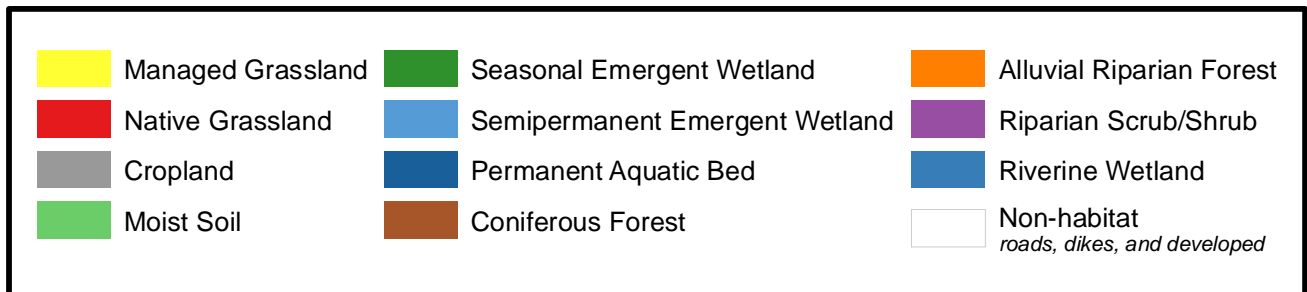 Managed Grassland
Native Grassland
Cropland
Moist Soil
Seasonal Emergent Wetland
Semipermanent Emergent Wetland
Permanent Aquatic Bed
Coniferous Forest
Alluvial Riparian Forest
Riparian Scrub/Shrub
Riverine Wetland
Non-habitat
roads, dikes, and developed